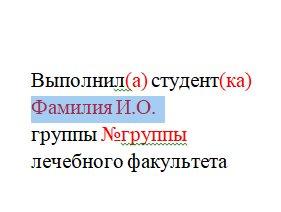 Выполнил(а) студент(ка)
Фамилия И.О.
группы №группы
лечебного факультета